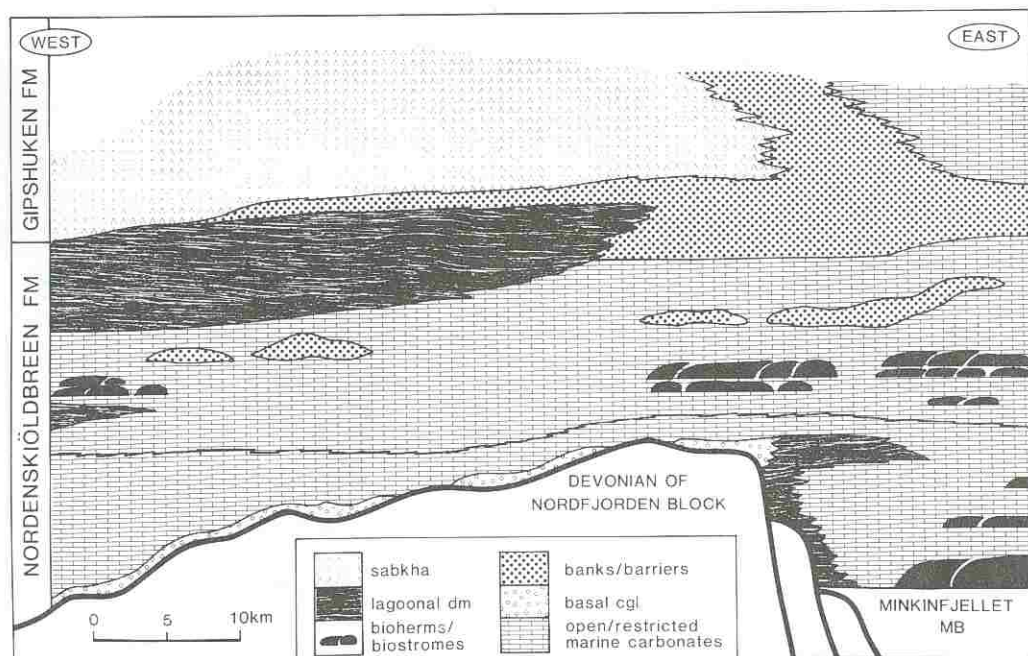 WEST
EAST
GIPSHUKEN FM
NORDENSKIÖLDBREEN FM
DEVONIAN OF
NORDFJORDEN BLOCK
sabkha
lagoonal dm
bioherms/
biostromes
banks/barriers
basal cgl
open/restricted
marine carbonates
0 5 10km
MINKINFJELLET
MB